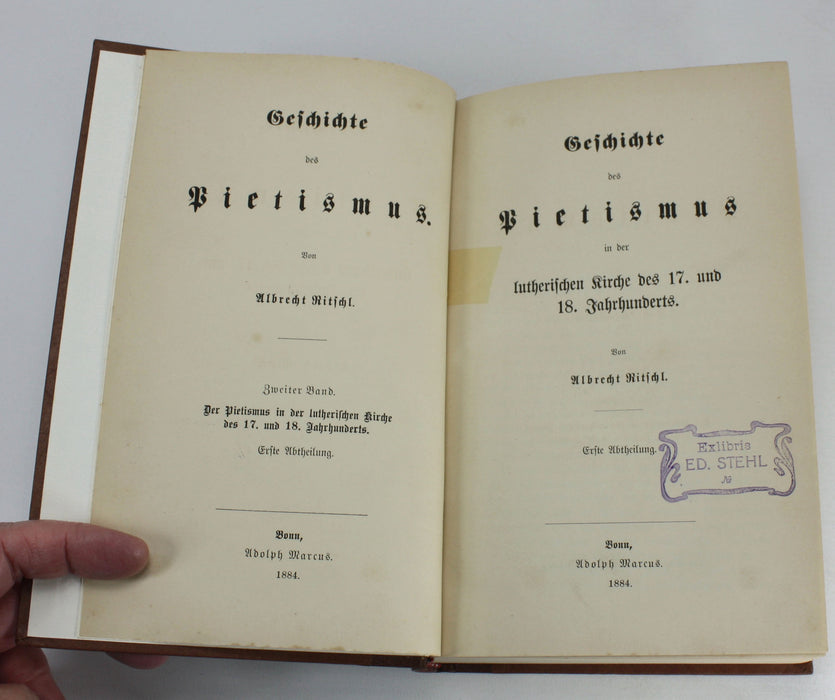 Geschichte
des
Pietismus.
Von
Albrecht Ritschl.
Zweiter Band.
Der Pietismus in der lutherischen Kirche
des 17. und 18. Jahrhunderts.
Erste Abtheilung.
Bonn,
Adolph Marcus.
1884.
Geschichte
des
Pietismus
in der
lutherischen Kirche des 17. und
18. Jahrhunderts.
Von
Albrecht Ritschl.
Erste Abtheilung.
Exlibris
ED. STEHL
№
Bonn,
Adolph Marcus.
1884.